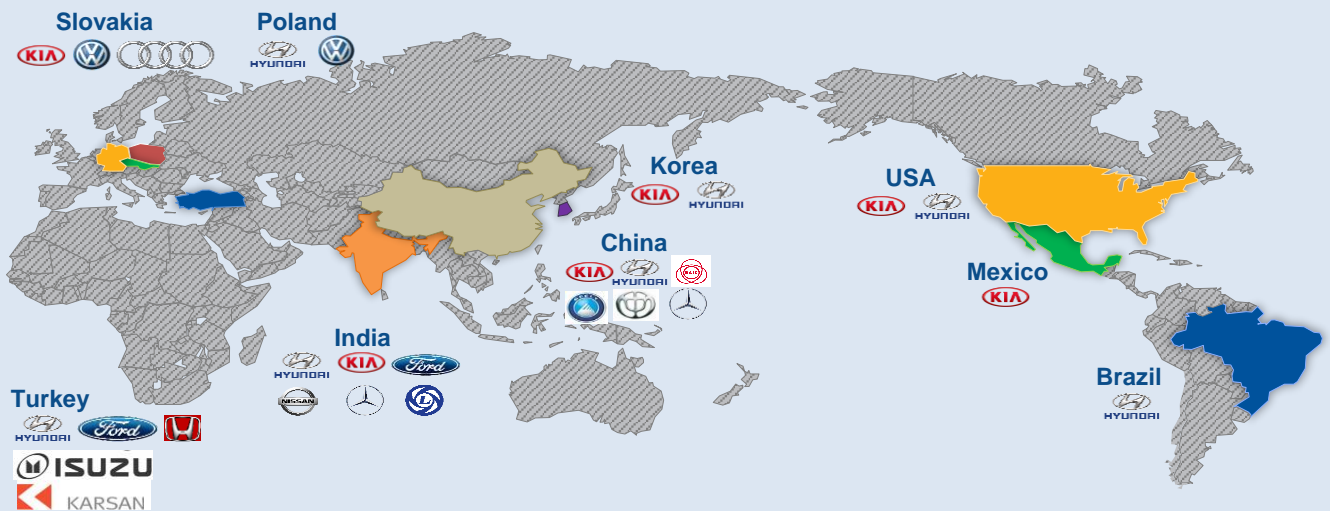 Slovakia
KIA
Poland
HYUNDAI
Korea
KIA
HYUNDAI
USA
KIA
HYUNDAI
China
KIA
HYUNDAI
BAIC
Mexico
KIA
India
HYUNDAI
KIA
Ford
NISSAN
L
Brazil
HYUNDAI
Turkey
HYUNDAI
Ford
ISUZU
KARSAN